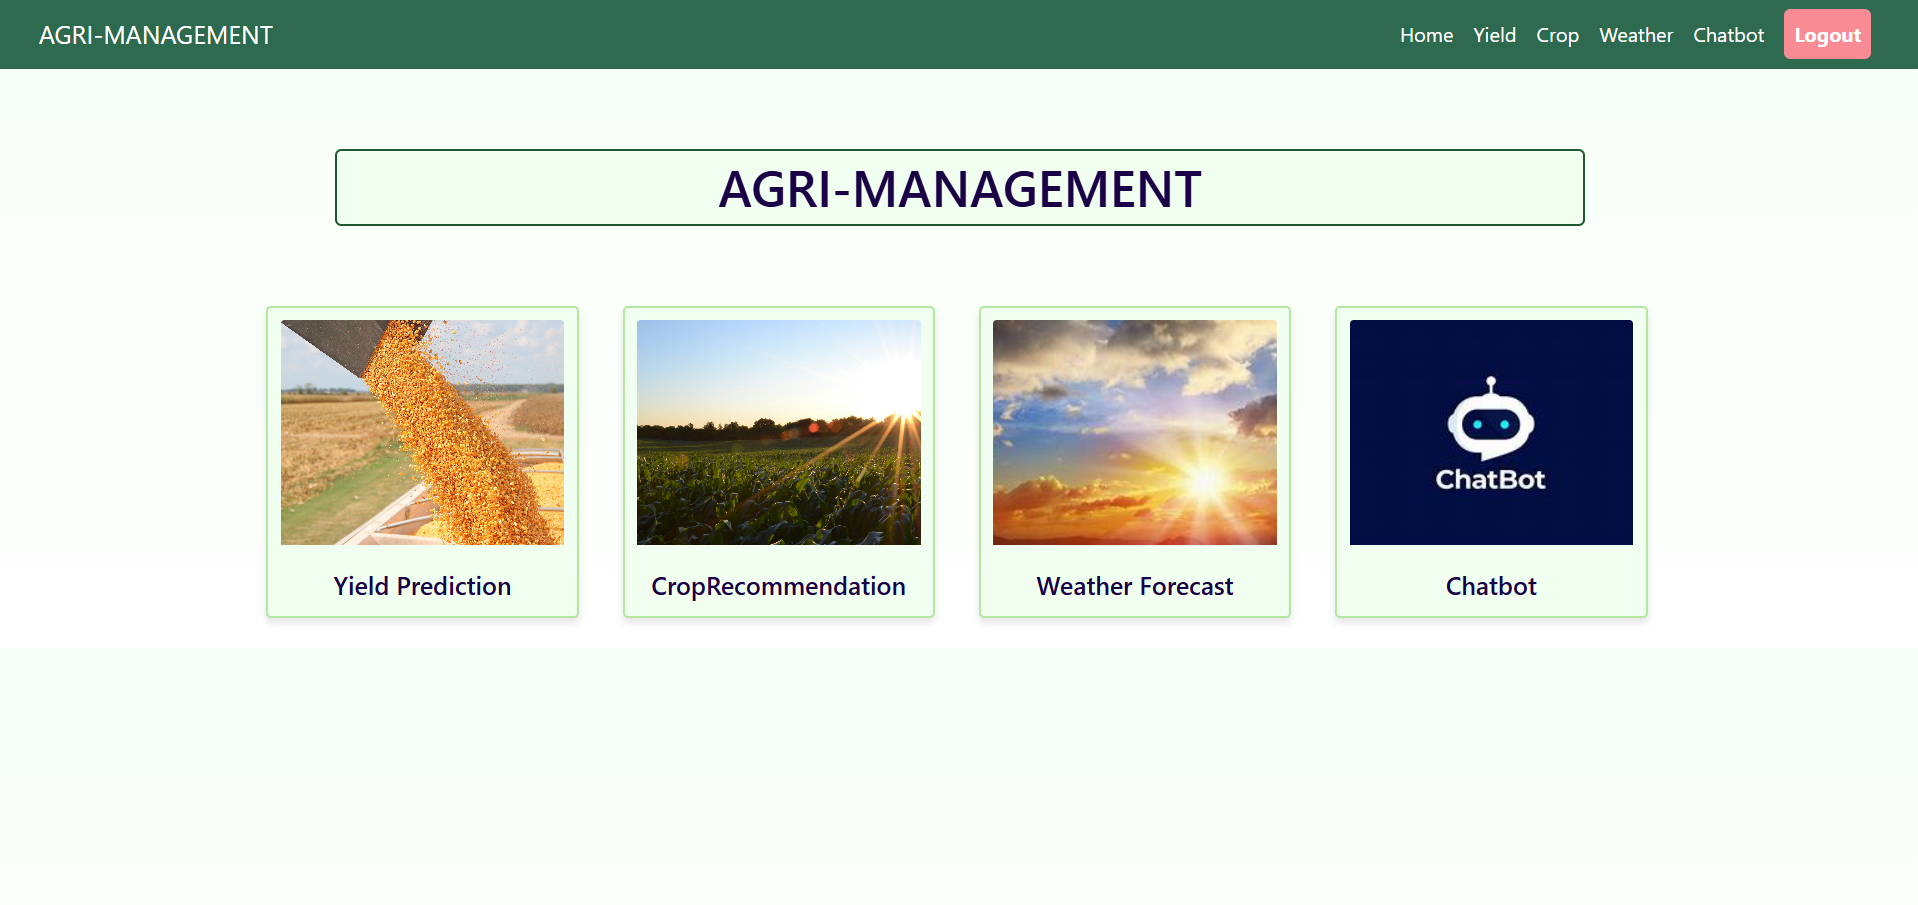 AGRI-MANAGEMENT
Home Yield Crop Weather Chatbot Logout
AGRI-MANAGEMENT
ChatBot
Yield Prediction
CropRecommendation
Weather Forecast
Chatbot